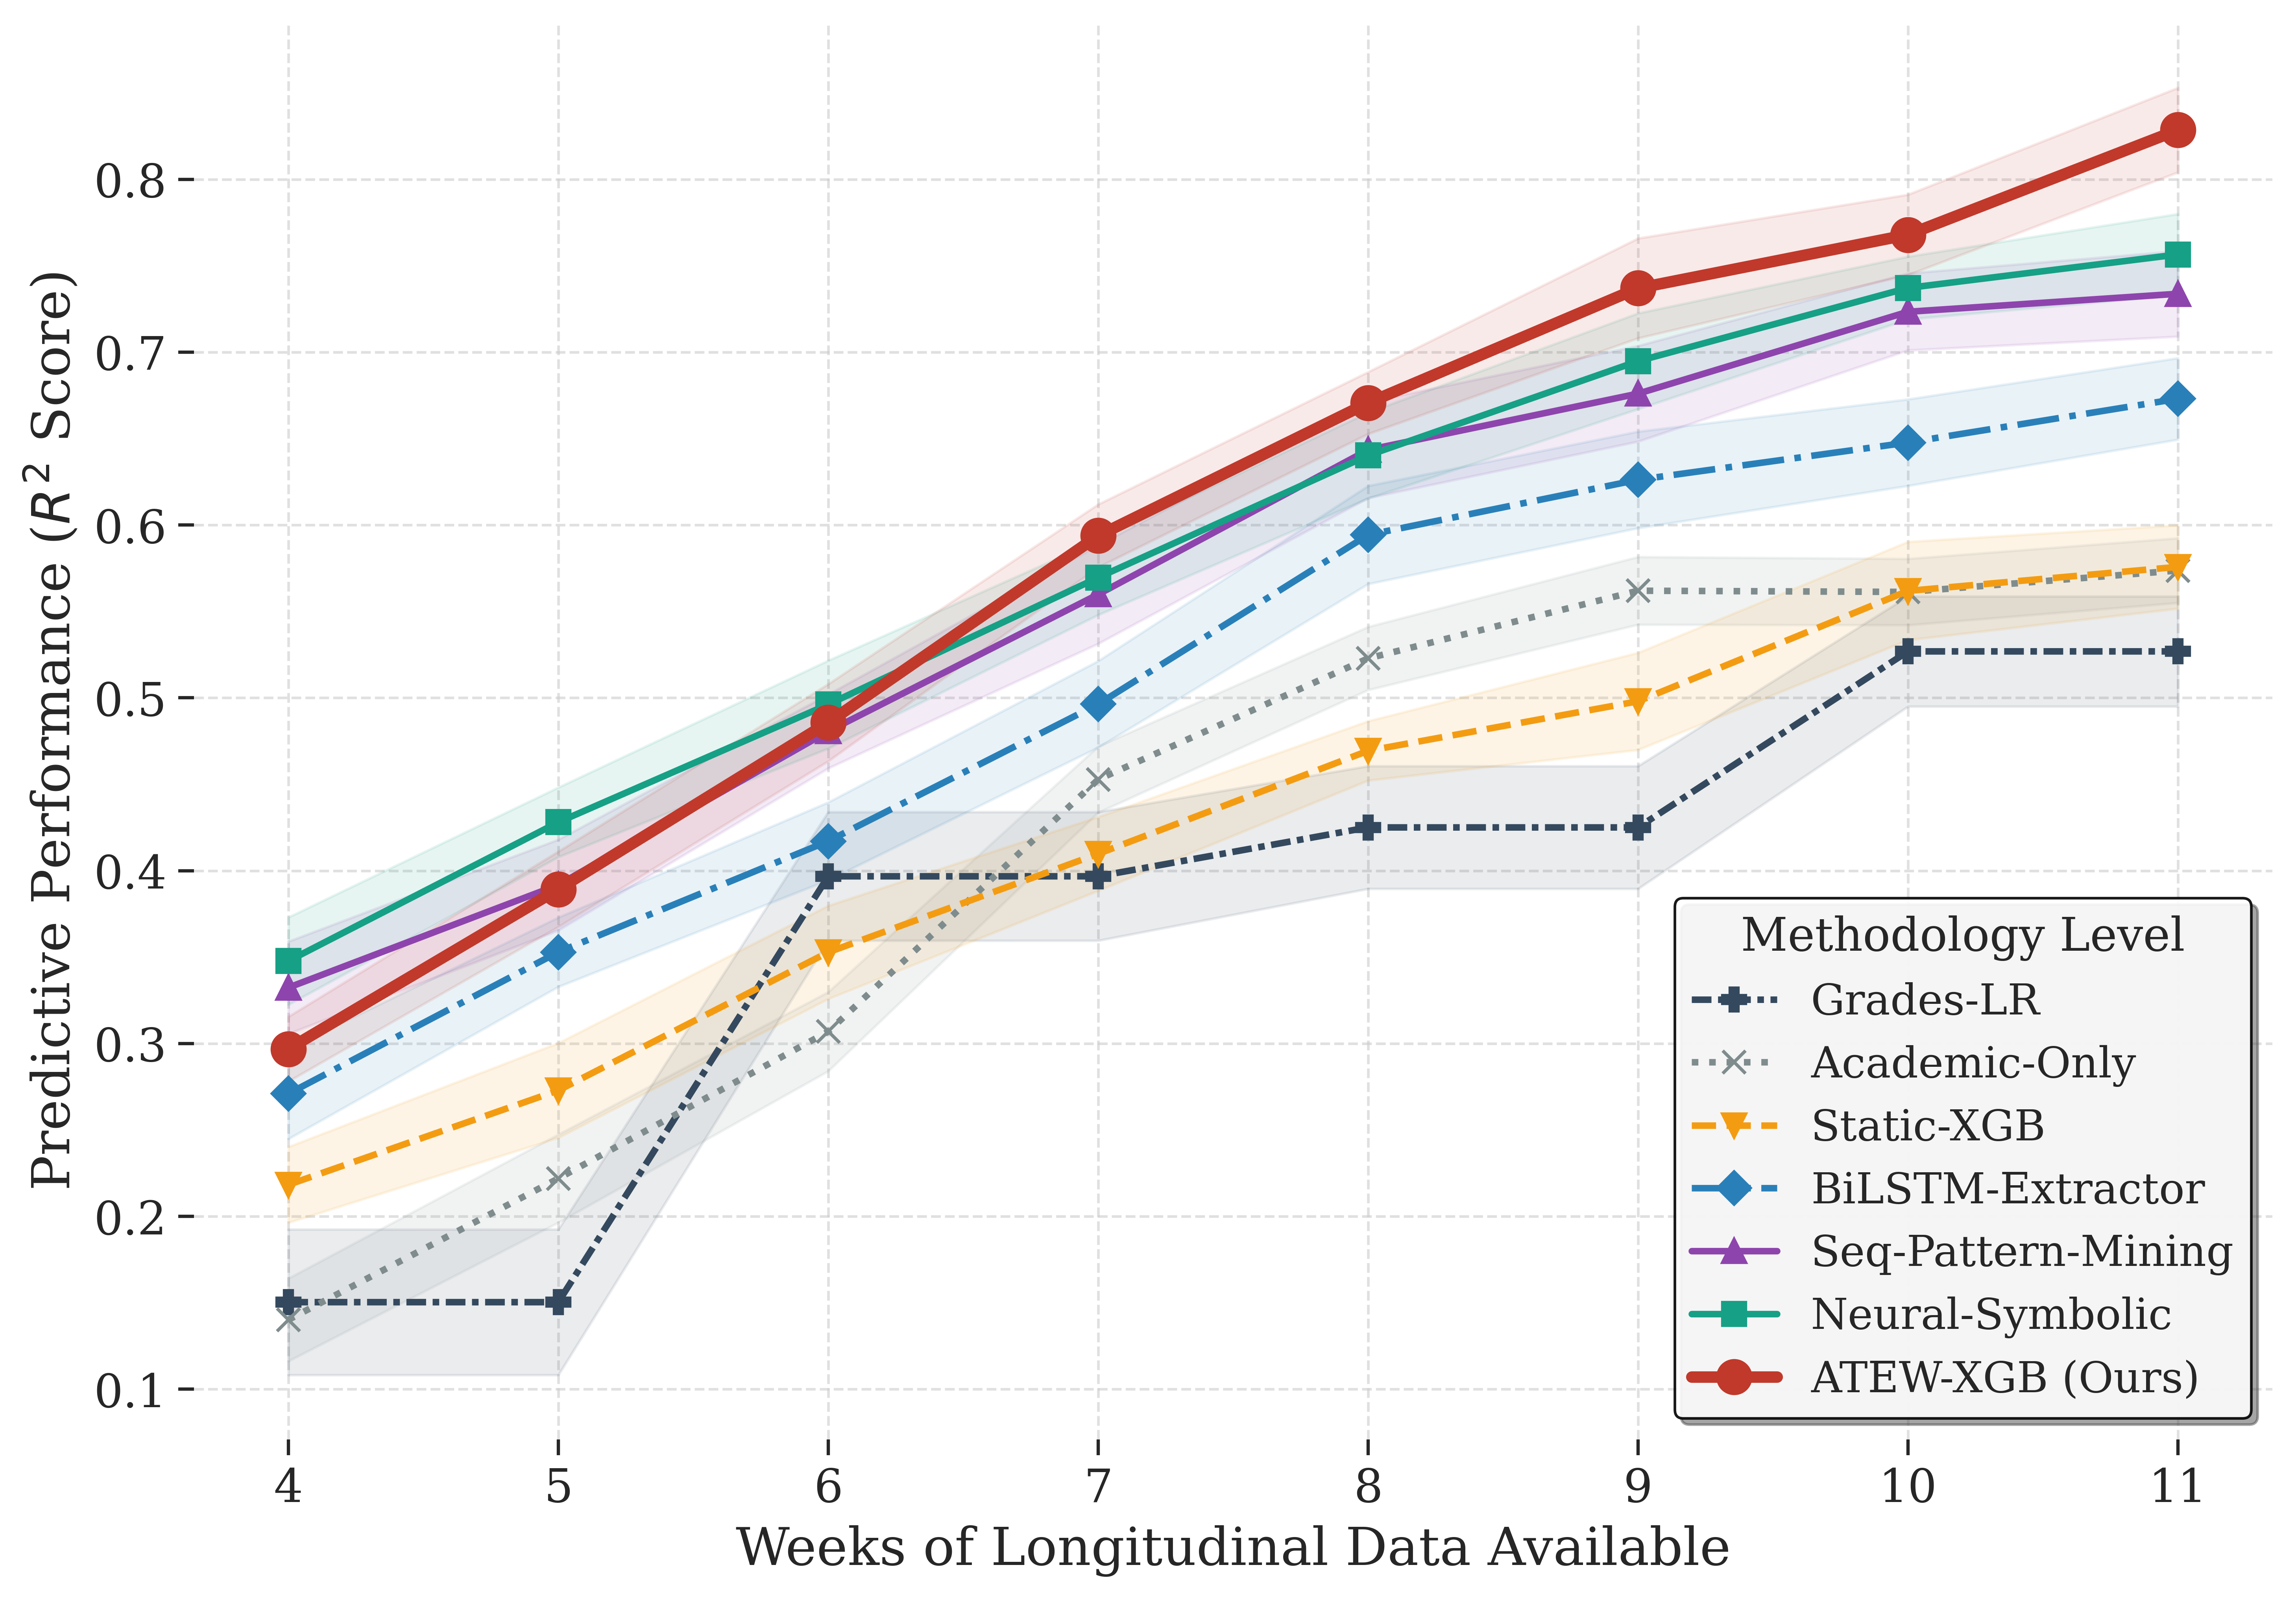 Predictive Performance (R² Score)
0.8
0.7
0.6
0.5
0.4
0.3
0.2
0.1
4 5 6 7 8 9 10 11
Weeks of Longitudinal Data Available
Methodology Level
Grades-LR
Academic-Only
Static-XGB
BiLSTM-Extractor
Seq-Pattern-Mining
Neural-Symbolic
ATEW-XGB (Ours)